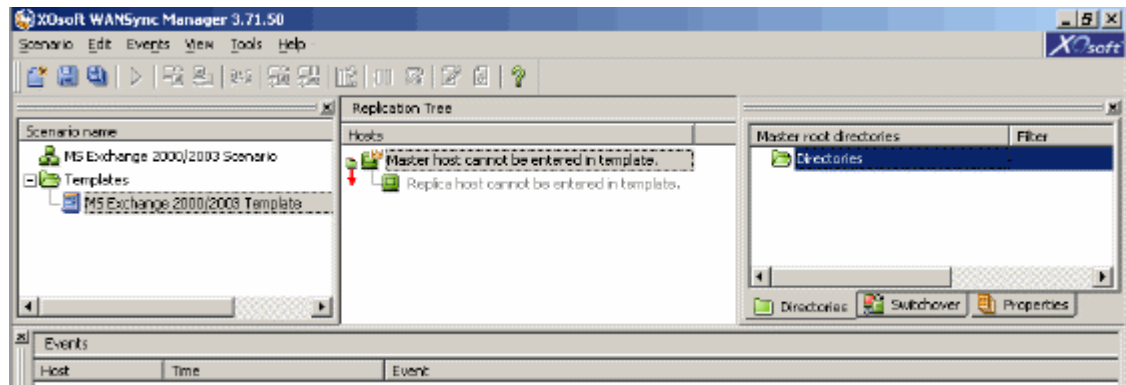 XOsoft WANSync Manager 3.71.50
Scenario Edit Events View Tools Help
XOsoft
Replication Tree
Scenario name
Hosts
Master root directories Filter
MS Exchange 2000/2003 Scenario
Master host cannot be entered in template.
Directories
Templates
Replica host cannot be entered in template.
MS Exchange 2000/2003 Template
Directories Switchover Properties
Events
Host Time Event